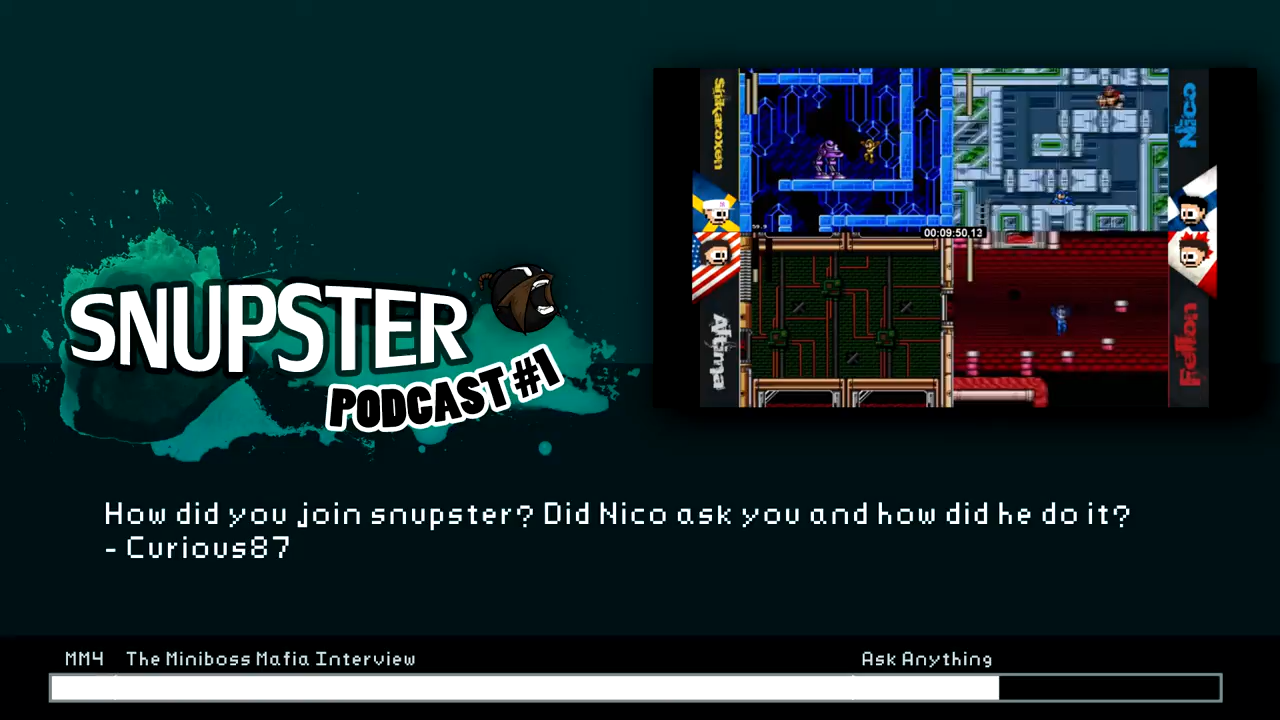 SNUPSTER
PODCAST #1
Nico
00:09:50,12
Altima
Fellon
How did you join snupster? Did Nico ask you and how did he do it?
- Curious87
MM4 The Miniboss Mafia Interview
Ask Anything